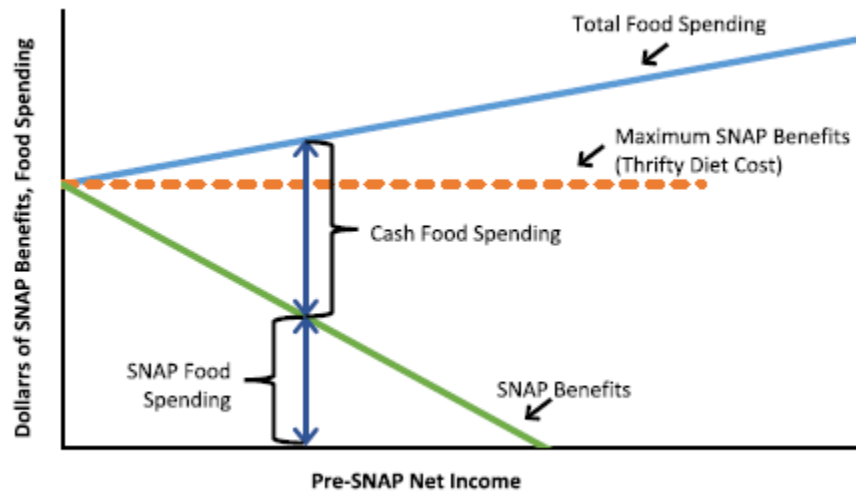 Total Food Spending
Maximum SNAP Benefits
(Thrifty Diet Cost)
Cash Food Spending
SNAP Food
Spending
SNAP Benefits
Dollarrs of SNAP Benefits, Food Spending
Pre-SNAP Net Income